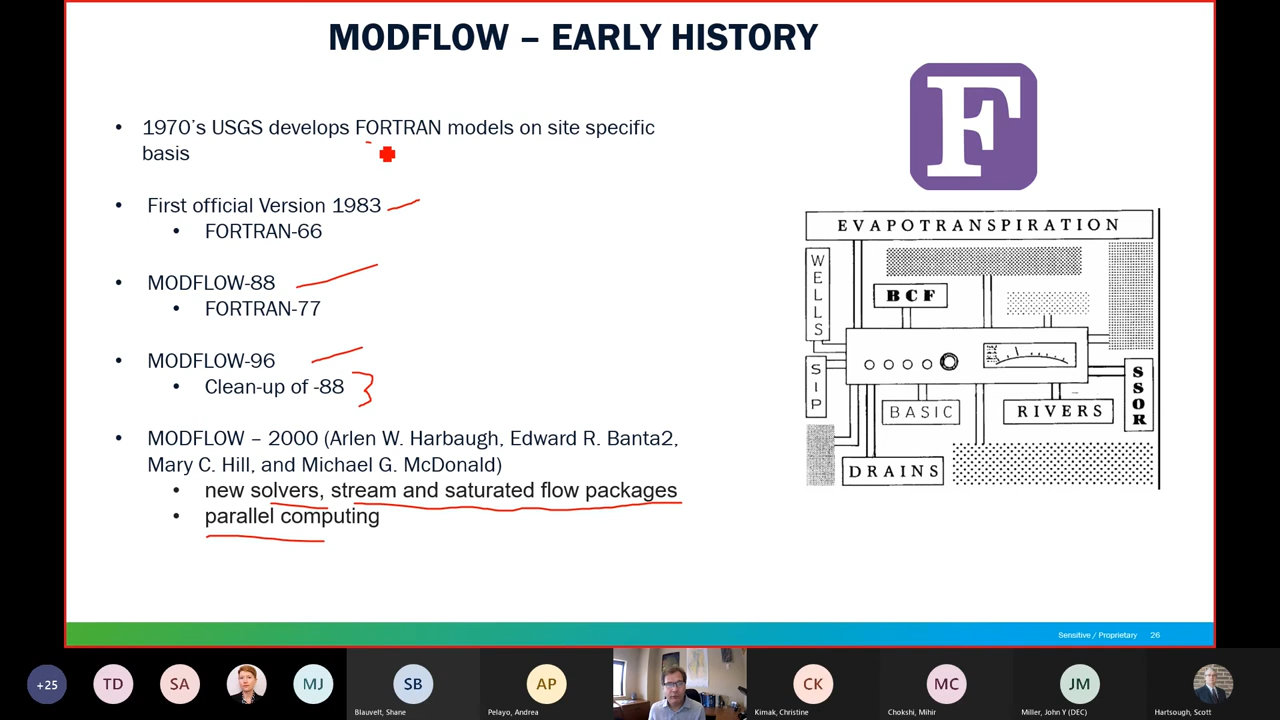 MODFLOW – EARLY HISTORY
• 1970's USGS develops FORTRAN models on site specific
basis
• First official Version 1983
• FORTRAN-66
• MODFLOW-88
• FORTRAN-77
• MODFLOW-96
• Clean-up of -88
• MODFLOW – 2000 (Arlen W. Harbaugh, Edward R. Banta2,
Mary C. Hill, and Michael G. McDonald)
• new solvers, stream and saturated flow packages
• parallel computing
F
EVAPOTRANSPIRATION
WELLS
BCF
SIP
SSOR
BASIC
RIVERS
DRAINS
Sensitive / Proprietary 26
+25
TD
SA
MJ
SB
AP
CK
MC
JM
Blauvelt, Shane
Pelayo, Andrea
Kimak, Christine
Chokshi, Mihir
Miller, John Y (DEC)
Hartsough, Scott